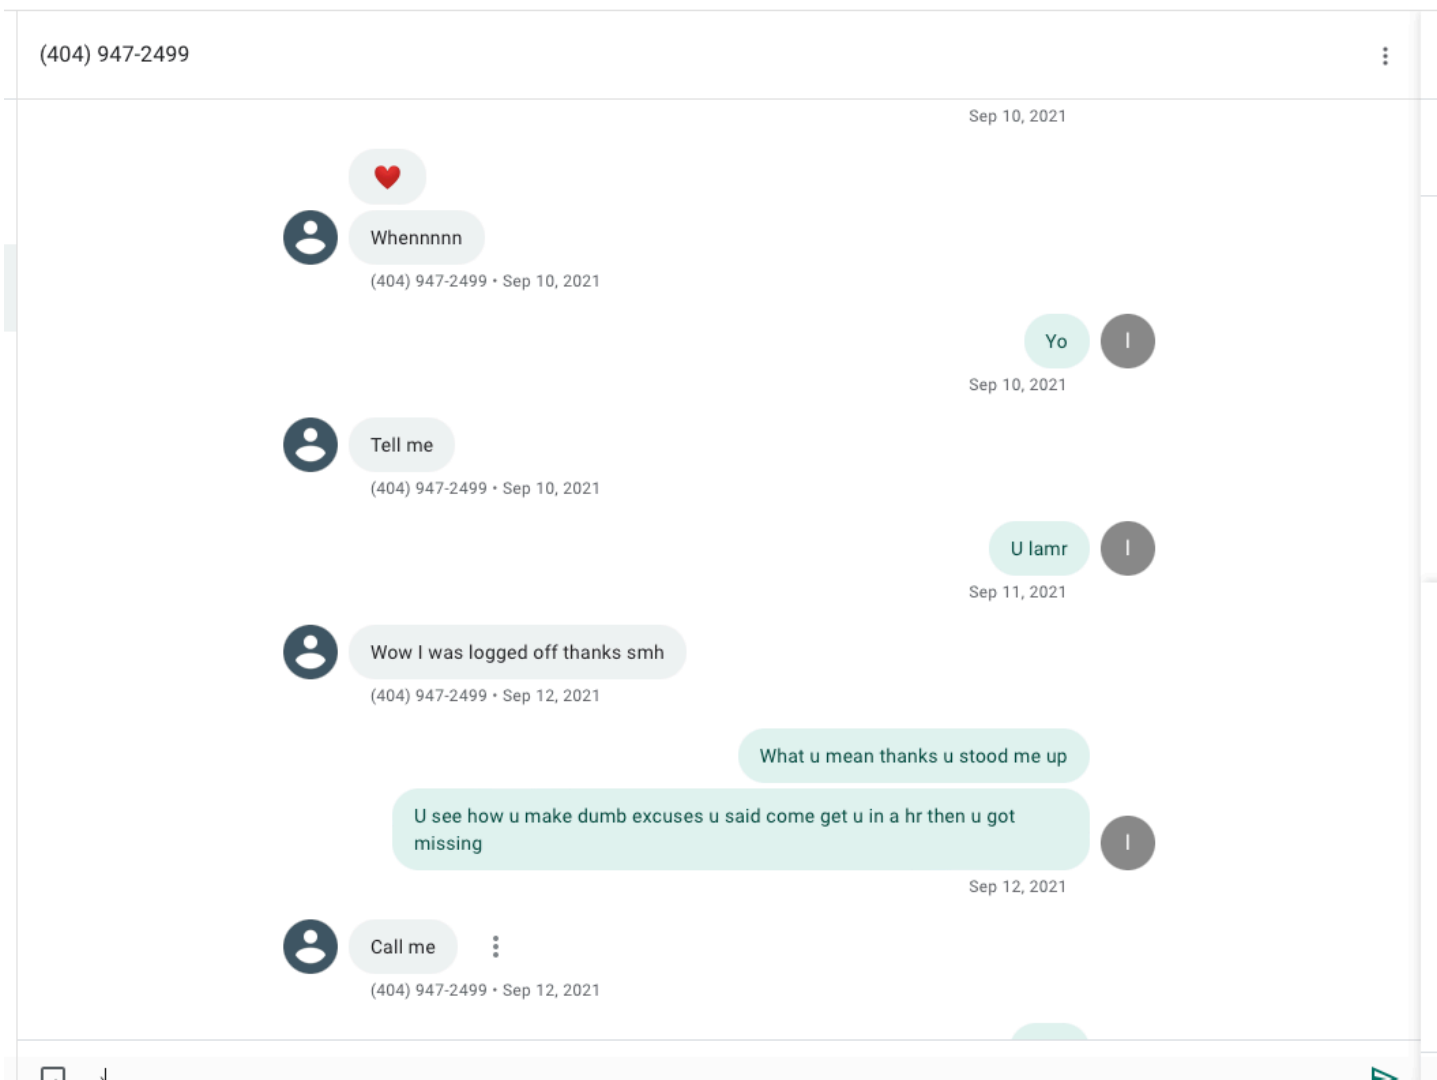 (404) 947-2499
Sep 10, 2021
Whennnnn
(404) 947-2499 • Sep 10, 2021
Yo
I
Sep 10, 2021
Tell me
(404) 947-2499 • Sep 10, 2021
U lamr
I
Sep 11, 2021
Wow I was logged off thanks smh
(404) 947-2499 • Sep 12, 2021
What u mean thanks u stood me up
U see how u make dumb excuses u said come get u in a hr then u got
missing
I
Sep 12, 2021
Call me
(404) 947-2499 • Sep 12, 2021